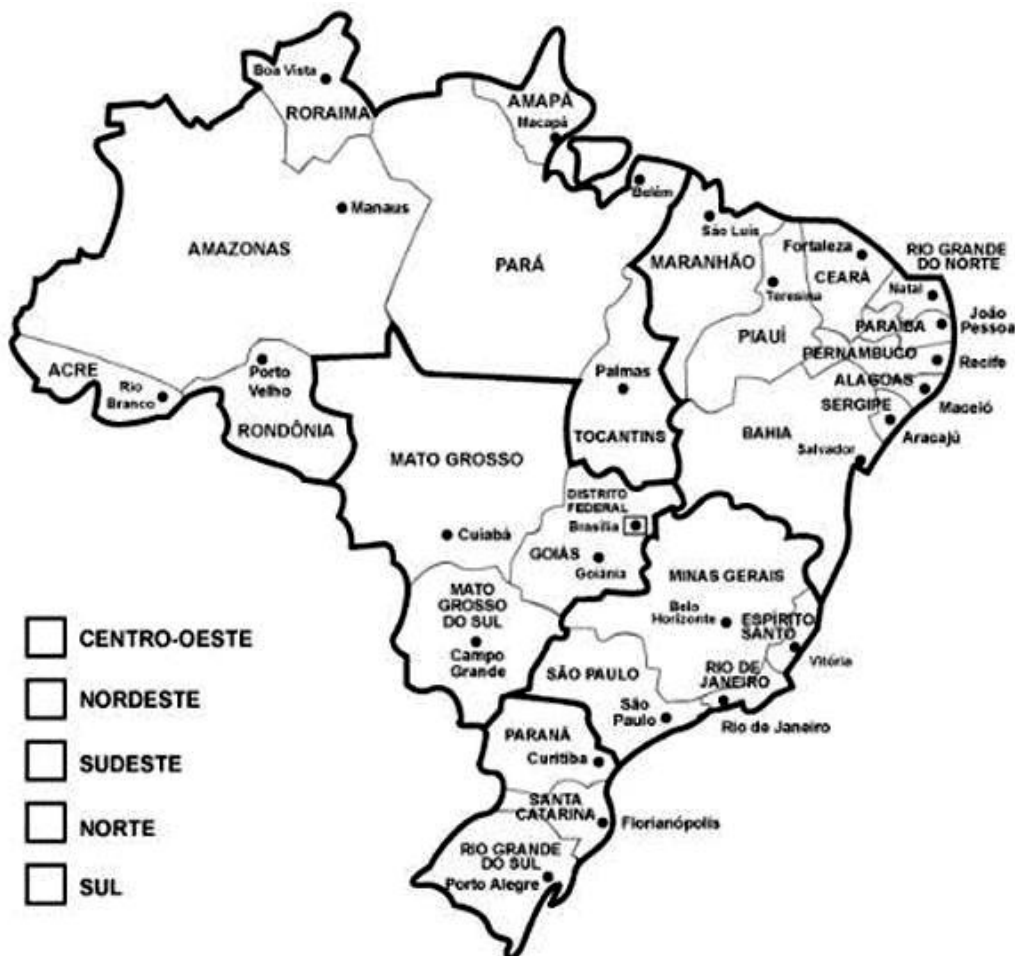 Boa Vista
RORAIMA
AMAPÁ
Macapá
Belém
Manaus
AMAZONAS
PARÁ
São Luís
MARANHÃO
Fortaleza
CEARÁ
RIO GRANDE
DO NORTE
Natal
Teresina
PIAUÍ
PARAÍBA
João
Pessoa
PERNAMBUCO
Recife
ACRE
Rio
Branco
Porto
Velho
RONDÔNIA
Palmas
TOCANTINS
ALAGOAS
Maceió
SERGIPE
Aracajú
BAHIA
Salvador
MATO GROSSO
Cuiabá
DISTRITO
FEDERAL
Brasília
GOIÁS
Goiânia
MINAS GERAIS
Belo
Horizonte
ESPÍRITO
SANTO
Vitória
MATO
GROSSO
DO SUL
Campo
Grande
SÃO PAULO
São
Paulo
RIO DE
JANEIRO
Rio de Janeiro
PARANÁ
Curitiba
SANTA
CATARINA
Florianópolis
RIO GRANDE
DO SUL
Porto Alegre
CENTRO-OESTE
NORDESTE
SUDESTE
NORTE
SUL